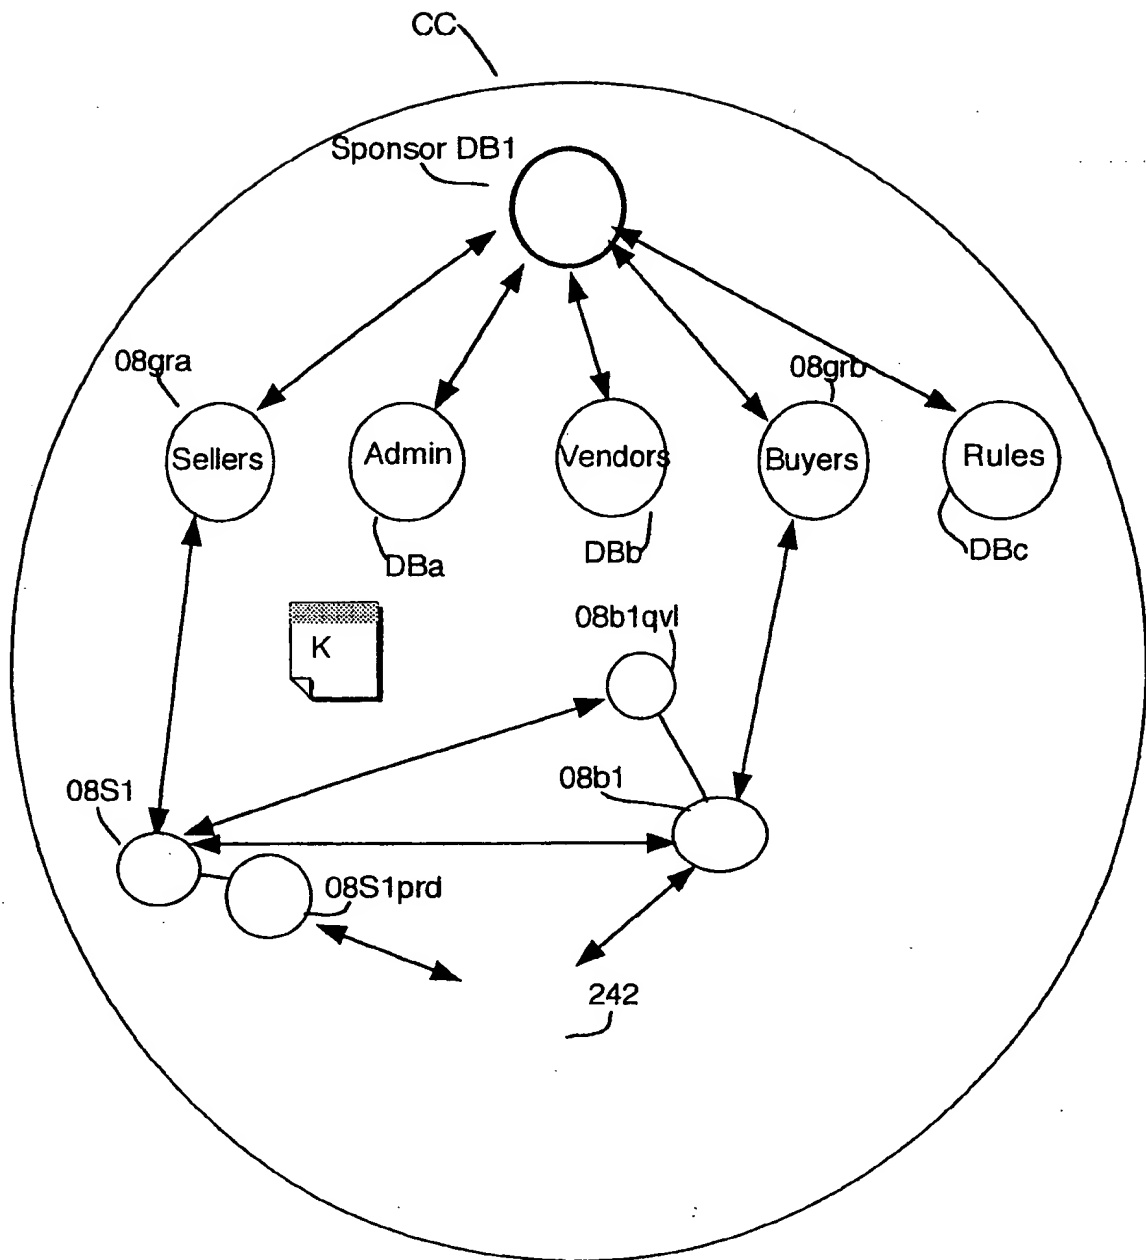 CC
Sponsor DB1
08gra
08grb
Sellers
Admin
Vendors
Buyers
Rules
DBa
DBb
DBc
K
08b1qvl
08S1
08b1
08S1prd
242